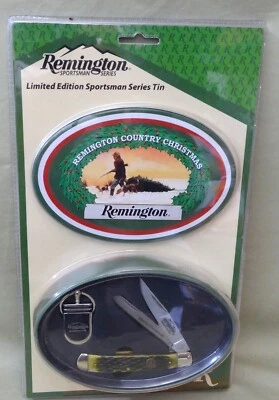 Remington
SPORTSMAN SERIES
Limited Edition Sportsman Series Tin
REMINGTON COUNTRY CHRISTMAS
Remington